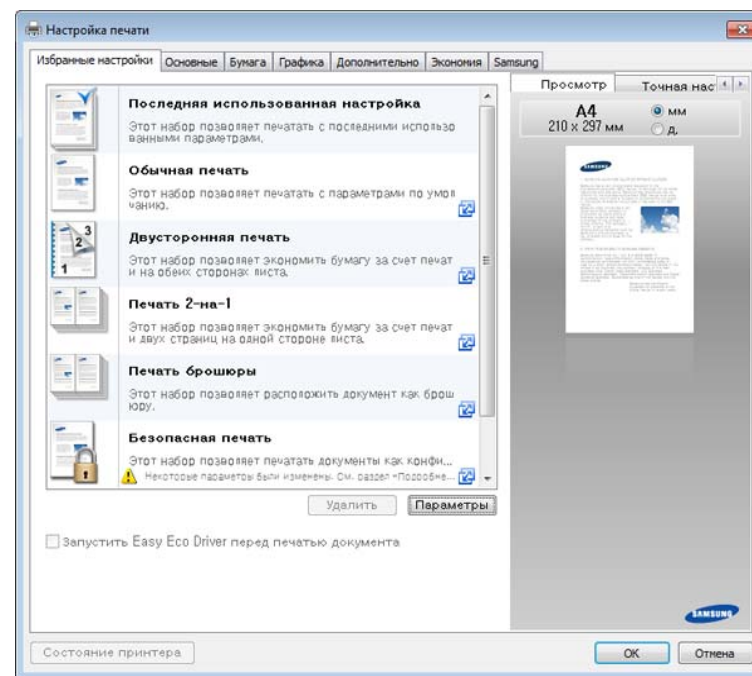 Настройка печати
Избранные настройки Основные Бумага Графика Дополнительно Экономия Samsung
Последняя использованная настройка
Этот набор позволяет печатать с последними использо
ванными параметрами.
Обычная печать
Этот набор позволяет печатать с параметрами по умол
чанию.
3
2
1
Двусторонняя печать
Этот набор позволяет экономить бумагу за счет печат
и на обеих сторонах листа.
Печать 2-на-1
Этот набор позволяет экономить бумагу за счет печат
и двух страниц на одной стороне листа.
Печать брошюры
Этот набор позволяет расположить документ как брош
юру.
Безопасная печать
Этот набор позволяет печатать документы как конфи...
Некоторые параметры были изменены. См. раздел "Подробне...
Удалить Параметры
Запустить Easy Eco Driver перед печатью документа
Просмотр Точная нас
A4 мм
210 x 297 мм д.
SAMSUNG
SAMSUNG
Состояние принтера OK Отмена